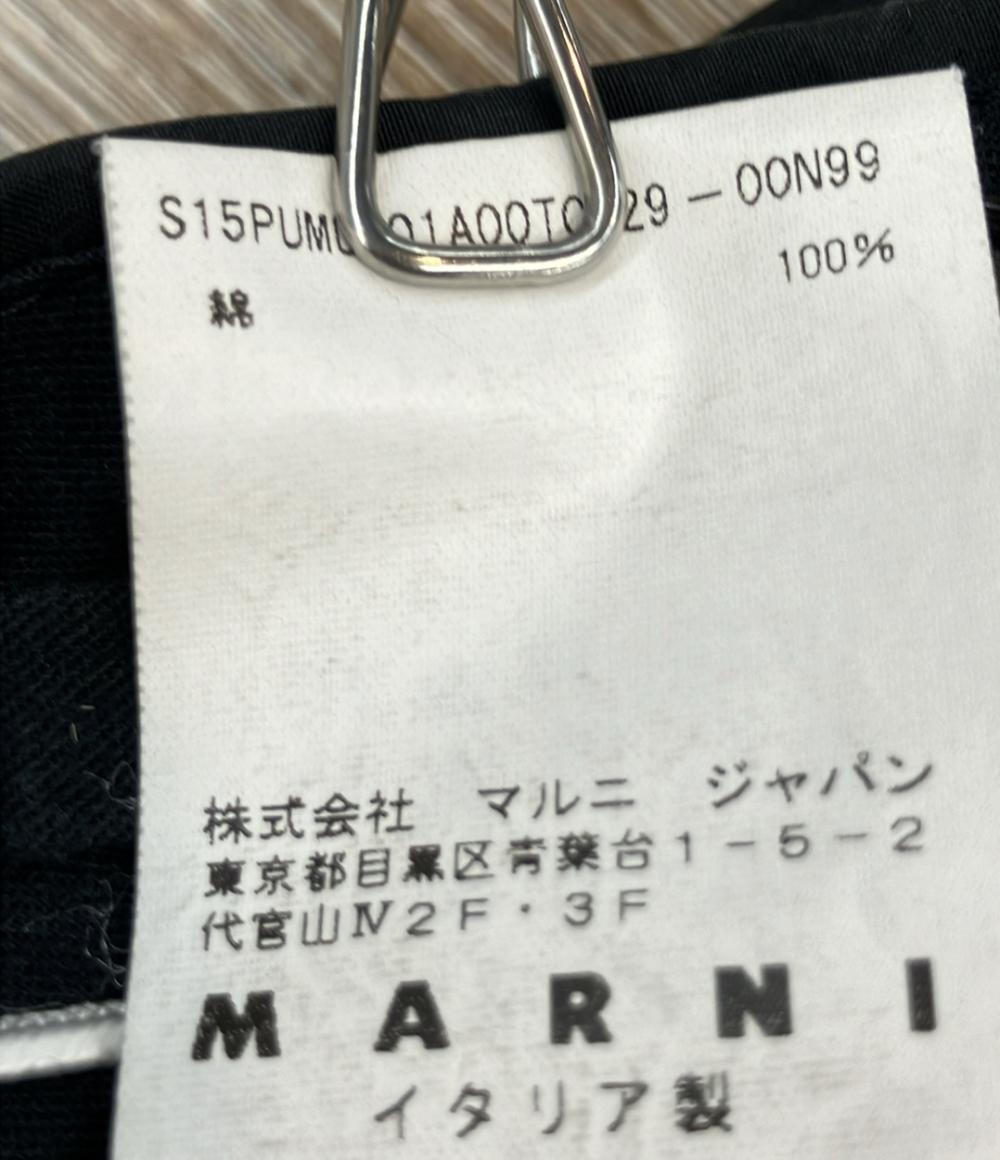 S15PUM 01A00T 29-00N99
綿 100%
株式会社 マルニ ジャパン
東京都目黒区青葉台1-5-2
代官山Ⅳ2F・3F
MARNI
イタリア製